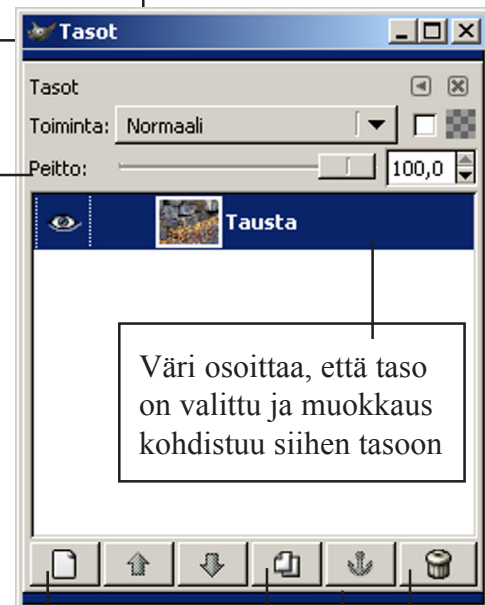 Tasot
Tasot
Toiminta: Normaali
Peitto: 100,0
Tausta
Väri osoittaa, että taso
on valittu ja muokkaus
kohdistuu siihen tasoon